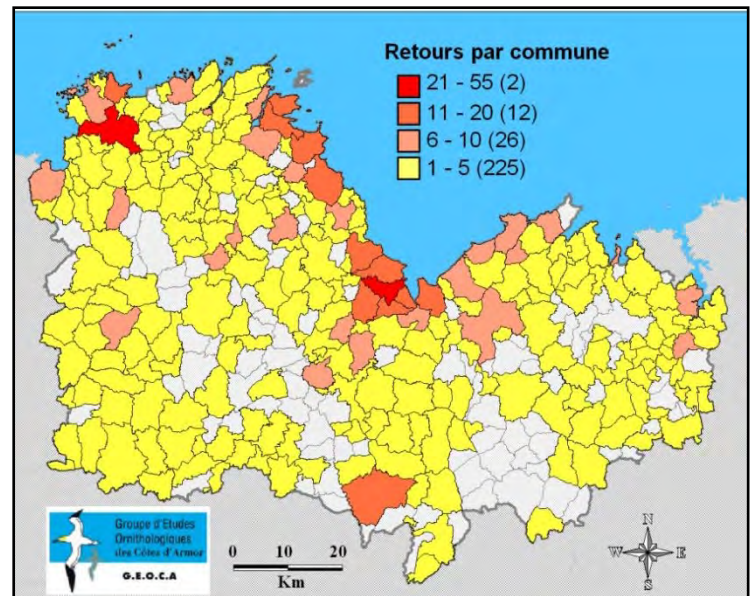 Retours par commune
21 - 55 (2)
11 - 20 (12)
6 - 10 (26)
1 - 5 (225)
Groupe d'Etudes
Ornithologiques
des Côtes d'Armor
G.E.O.C.A
0 10 20
Km
N
W E
S